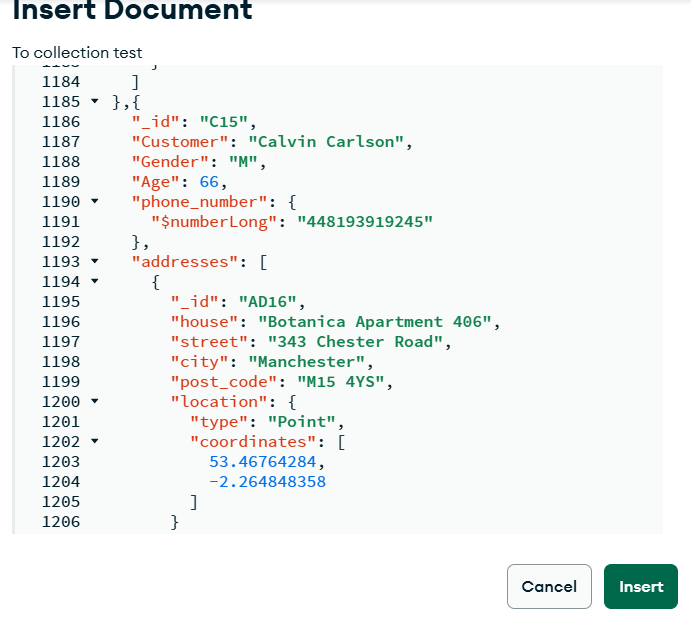 Insert Document
To collection test
1184 ]
1185 },{
1186 "_id": "C15",
1187 "Customer": "Calvin Carlson",
1188 "Gender": "M",
1189 "Age": 66,
1190 "phone_number": {
1191 "$numberLong": "448193919245"
1192 },
1193 "addresses": [
1194 {
1195 "_id": "AD16",
1196 "house": "Botanica Apartment 406",
1197 "street": "343 Chester Road",
1198 "city": "Manchester",
1199 "post_code": "M15 4YS",
1200 "location": {
1201 "type": "Point",
1202 "coordinates": [
1203 53.46764284,
1204 -2.264848358
1205 ]
1206 }
Cancel
Insert